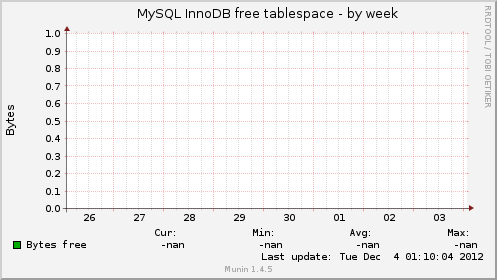 MySQL InnoDB free tablespace - by week
RRDTOOL / TOBI OETIKER
Bytes
1.0
0.9
0.8
0.7
0.6
0.5
0.4
0.3
0.2
0.1
0.0
26 27 28 29 30 01 02 03
Cur: Min: Avg: Max:
Bytes free -nan -nan -nan -nan
Last update: Tue Dec  4 01:10:04 2012
Munin 1.4.5